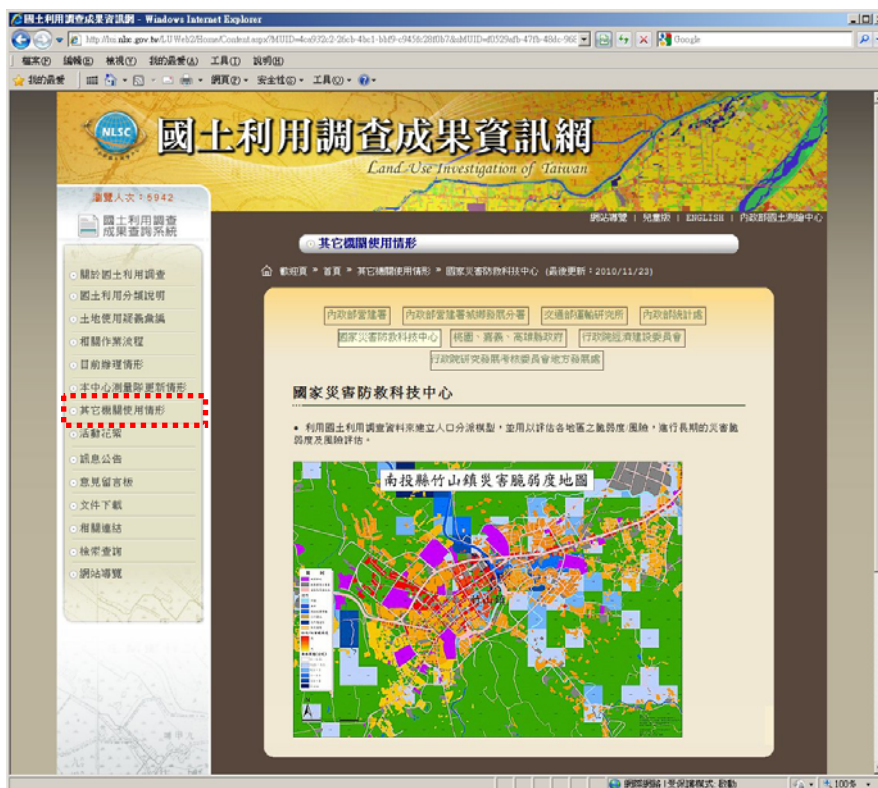 國土利用調查成果資訊網 - Windows Internet Explorer
Google
檔案(F) 編輯(E) 檢視(V) 我的最愛(A) 工具(T) 說明(H)
我的最愛
網頁(P) 安全性(S) 工具(O)
NLSC
國土利用調查成果資訊網
Land Use Investigation of Taiwan
瀏覽人次:5942
國土利用調查
成果查詢系統
網站導覽 | 兒童版 | ENGLISH | 內政部國土測繪中心
其它機關使用情形
歡迎頁 » 首頁 » 其它機關使用情形 » 國家災害防救科技中心 (最後更新:2010/11/23)
關於國土利用調查
國土利用分類說明
土地使用疑義彙議
相關作業流程
目前辦理情形
本中心測量隊更新情形
其它機關使用情形
活動花絮
訊息公告
意見留言板
文件下載
相關連結
檢索查詢
網站導覽
內政部營建署 內政部營建署城鄉發展分署 交通部運輸研究所 內政部統計處
國家災害防救科技中心 桃園、嘉義、高雄縣政府 行政院經濟建設委員會
行政院研究發展考核委員會地方發展處
國家災害防救科技中心
▪ 利用國土利用調查資料來建立人口分派模型,並用以評估各地區之脆弱度/風險,進行長期的災害脆
弱度及風險評估。
南投縣竹山鎮災害脆弱度地圖
網際網路 | 受保護模式: 啟動
100%